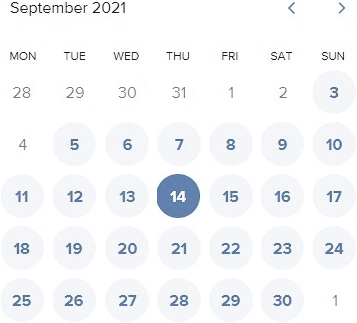 September 2021
MON TUE WED THU FRI SAT SUN
28 29 30 31 1 2 3
4 5 6 7 8 9 10
11 12 13 14 15 16 17
18 19 20 21 22 23 24
25 26 27 28 29 30 1